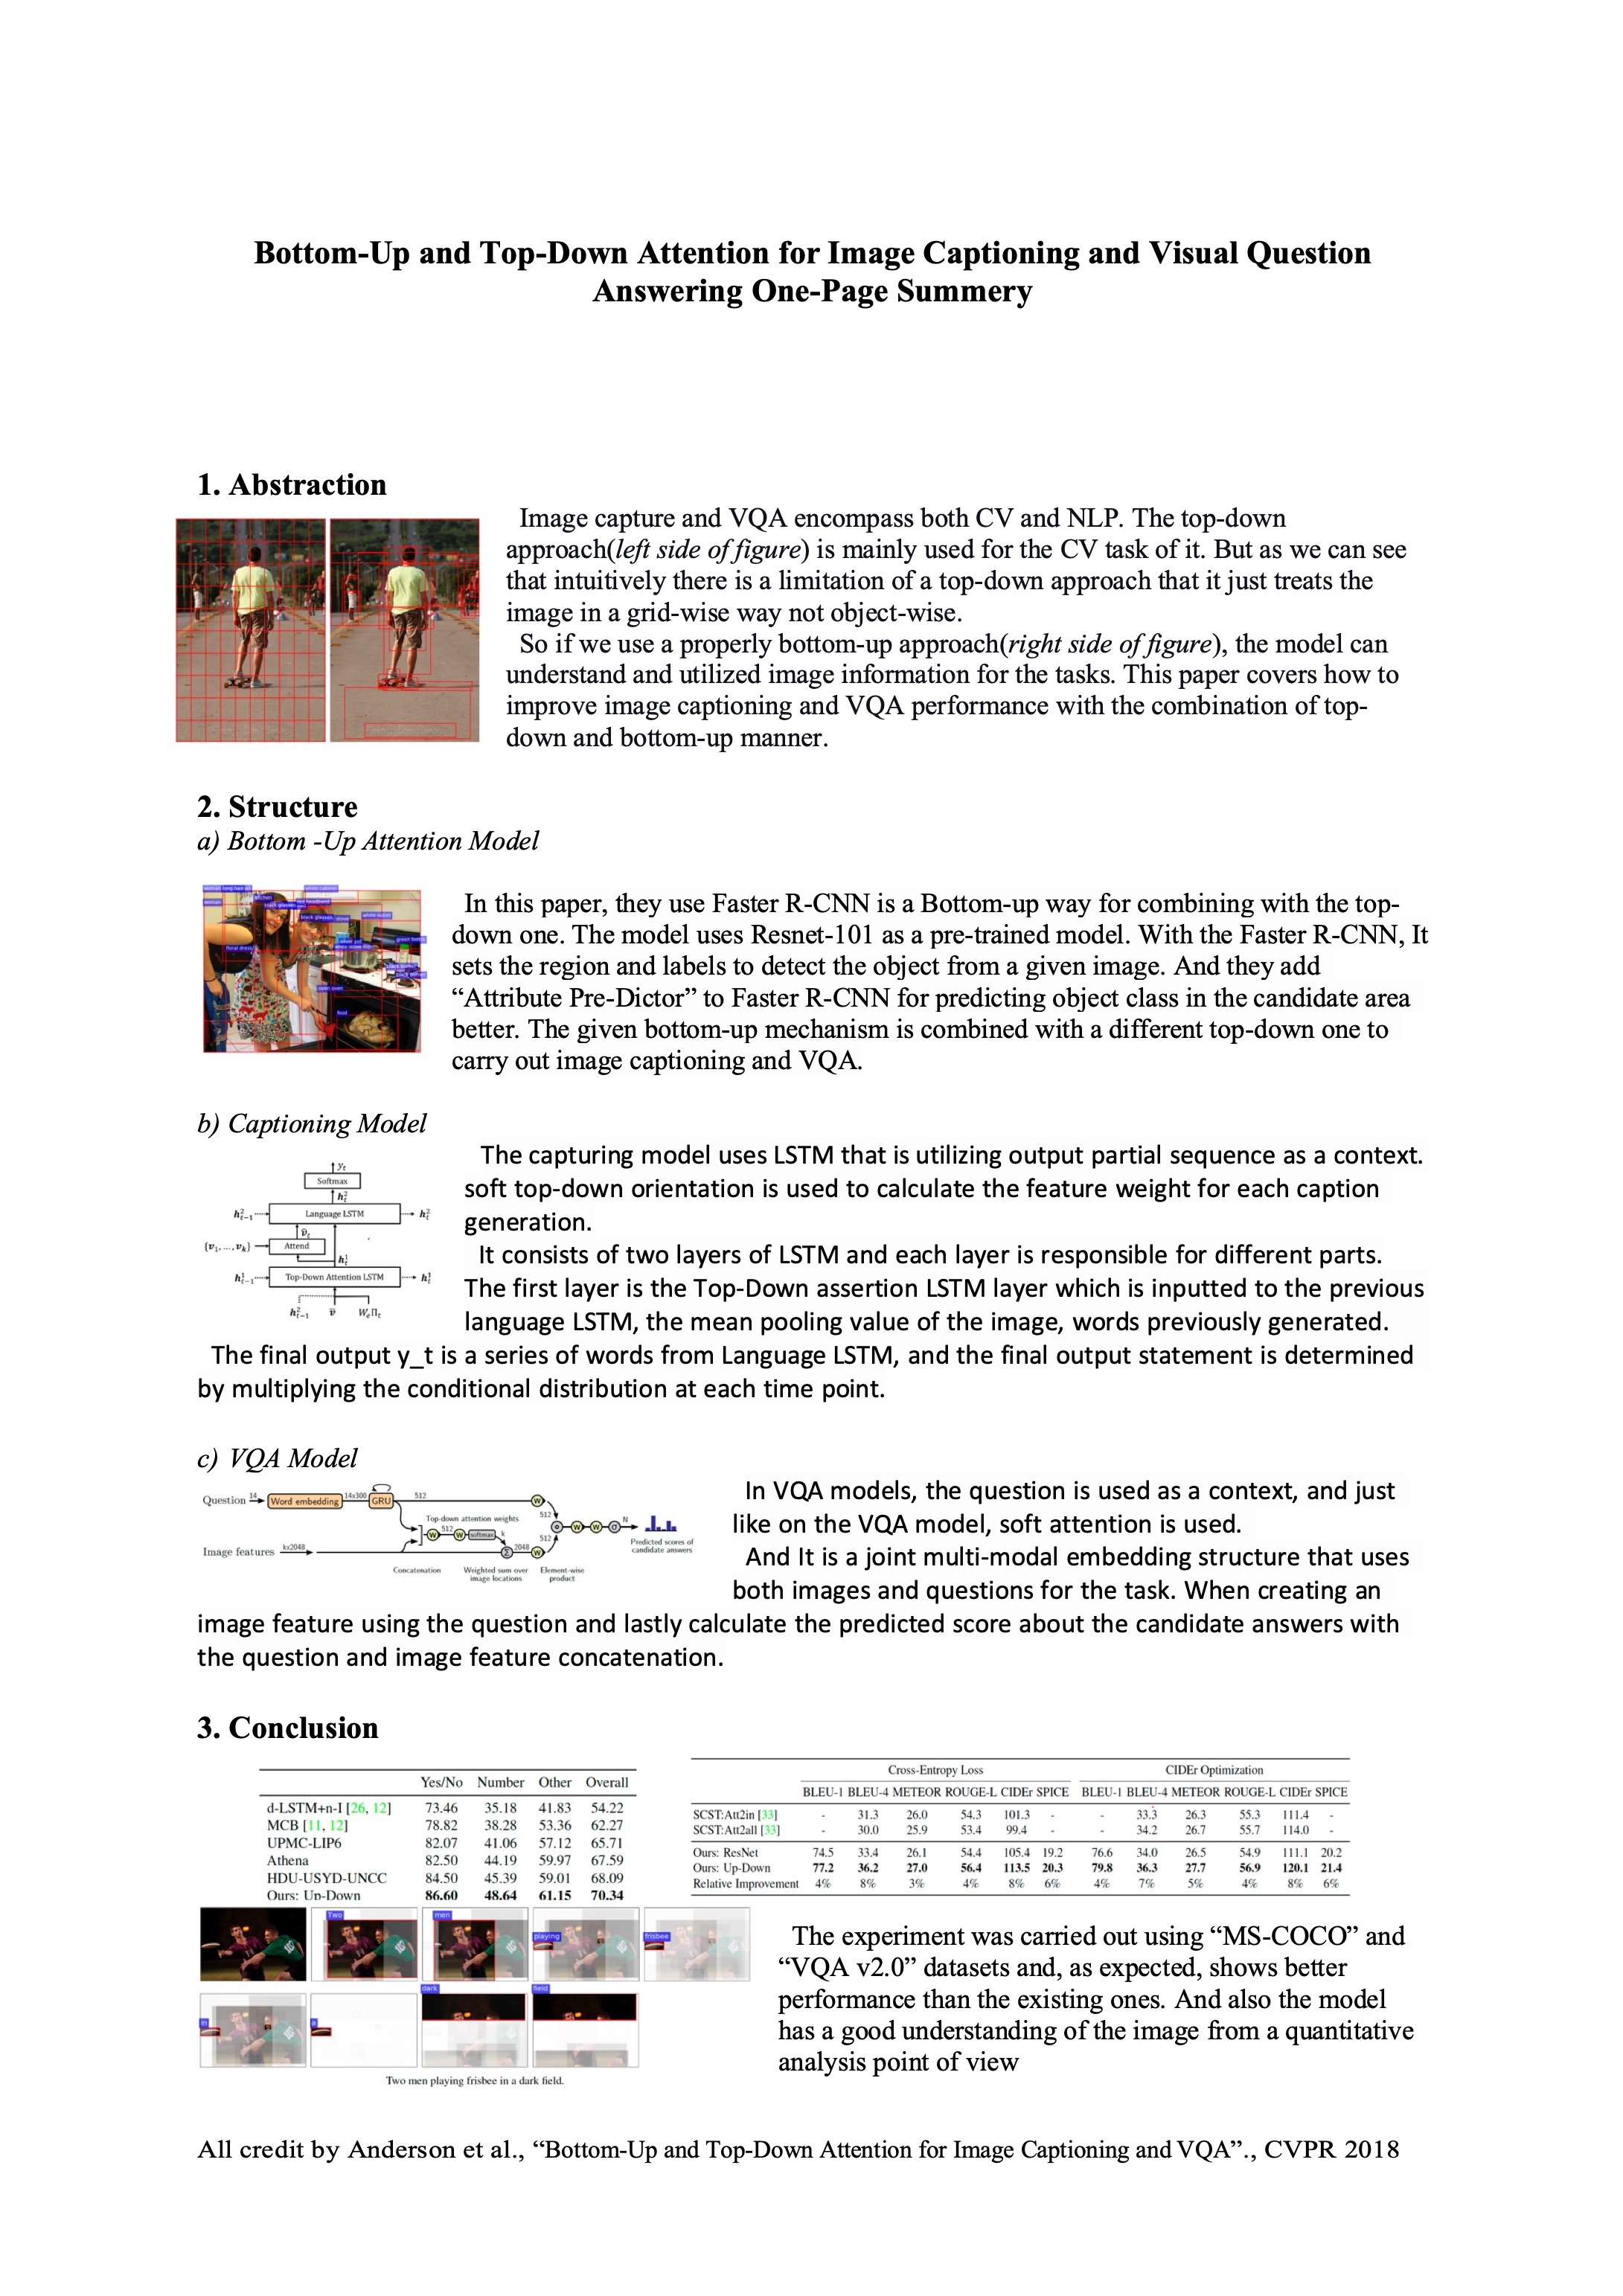 Bottom-Up and Top-Down Attention for Image Captioning and Visual Question
Answering One-Page Summery
1. Abstraction
Image capture and VQA encompass both CV and NLP. The top-down
approach(left side of figure) is mainly used for the CV task of it. But as we can see
that intuitively there is a limitation of a top-down approach that it just treats the
image in a grid-wise way not object-wise.
So if we use a properly bottom-up approach(right side of figure), the model can
understand and utilized image information for the tasks. This paper covers how to
improve image captioning and VQA performance with the combination of top-
down and bottom-up manner.
2. Structure
a) Bottom -Up Attention Model
In this paper, they use Faster R-CNN is a Bottom-up way for combining with the top-
down one. The model uses Resnet-101 as a pre-trained model. With the Faster R-CNN, It
sets the region and labels to detect the object from a given image. And they add
“Attribute Pre-Dictor” to Faster R-CNN for predicting object class in the candidate area
better. The given bottom-up mechanism is combined with a different top-down one to
carry out image captioning and VQA.
b) Captioning Model
y_t
Softmax
h²_t
h²_t-1 Language LSTM h²_t
v̂_t
{v₁,...,v_k} Attend
h¹_t
h¹_t-1 Top-Down Attention LSTM h¹_t
h²_t-1 v̄ W_eΠ_t
The capturing model uses LSTM that is utilizing output partial sequence as a context.
soft top-down orientation is used to calculate the feature weight for each caption
generation.
It consists of two layers of LSTM and each layer is responsible for different parts.
The first layer is the Top-Down assertion LSTM layer which is inputted to the previous
language LSTM, the mean pooling value of the image, words previously generated.
The final output y_t is a series of words from Language LSTM, and the final output statement is determined
by multiplying the conditional distribution at each time point.
c) VQA Model
Question 14 Word embedding 14x300 GRU 512 W
Top-down attention weights 512
W 512 W softmax k W W σ N
Image features kx2048 Σ 2048 W 512
Predicted scores of
candidate answers
Concatenation Weighted sum over Element-wise
image locations product
In VQA models, the question is used as a context, and just
like on the VQA model, soft attention is used.
And It is a joint multi-modal embedding structure that uses
both images and questions for the task. When creating an
image feature using the question and lastly calculate the predicted score about the candidate answers with
the question and image feature concatenation.
3. Conclusion
Yes/No Number Other Overall
d-LSTM+n-I [26, 12] 73.46 35.18 41.83 54.22
MCB [11, 12] 78.82 38.28 53.36 62.27
UPMC-LIP6 82.07 41.06 57.12 65.71
Athena 82.50 44.19 59.97 67.59
HDU-USYD-UNCC 84.50 45.39 59.01 68.09
Ours: Up-Down 86.60 48.64 61.15 70.34
Cross-Entropy Loss CIDEr Optimization
BLEU-1 BLEU-4 METEOR ROUGE-L CIDEr SPICE BLEU-1 BLEU-4 METEOR ROUGE-L CIDEr SPICE
SCST:Att2in [33] - 31.3 26.0 54.3 101.3 - - 33.3 26.3 55.3 111.4 -
SCST:Att2all [33] - 30.0 25.9 53.4 99.4 - - 34.2 26.7 55.7 114.0 -
Ours: ResNet 74.5 33.4 26.1 54.4 105.4 19.2 76.6 34.0 26.5 54.9 111.1 20.2
Ours: Up-Down 77.2 36.2 27.0 56.4 113.5 20.3 79.8 36.3 27.7 56.9 120.1 21.4
Relative Improvement 4% 8% 3% 4% 8% 6% 4% 7% 5% 4% 8% 6%
Two men playing frisbee
in a dark field
Two men playing frisbee in a dark field.
The experiment was carried out using “MS-COCO” and
“VQA v2.0” datasets and, as expected, shows better
performance than the existing ones. And also the model
has a good understanding of the image from a quantitative
analysis point of view
All credit by Anderson et al., “Bottom-Up and Top-Down Attention for Image Captioning and VQA”., CVPR 2018